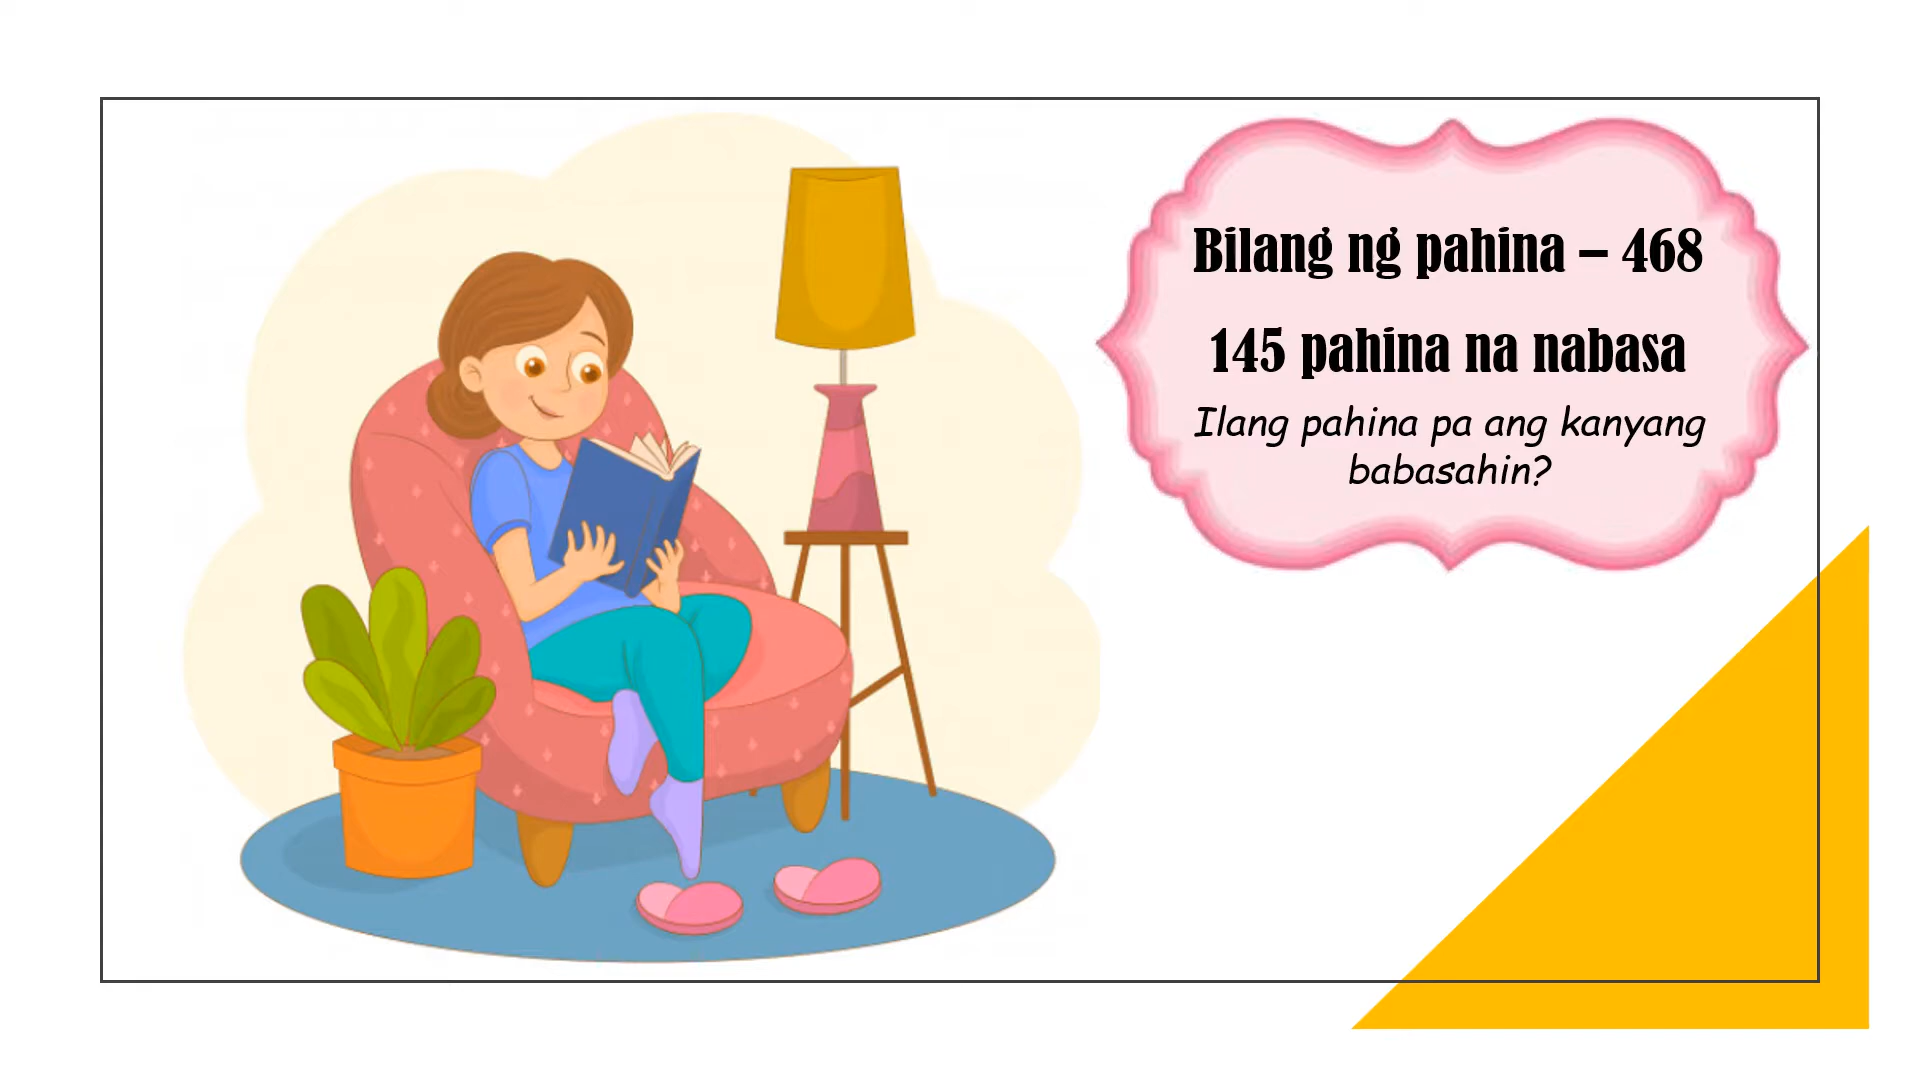 Bilang ng pahina – 468
145 pahina na nabasa
Ilang pahina pa ang kanyang
babasahin?